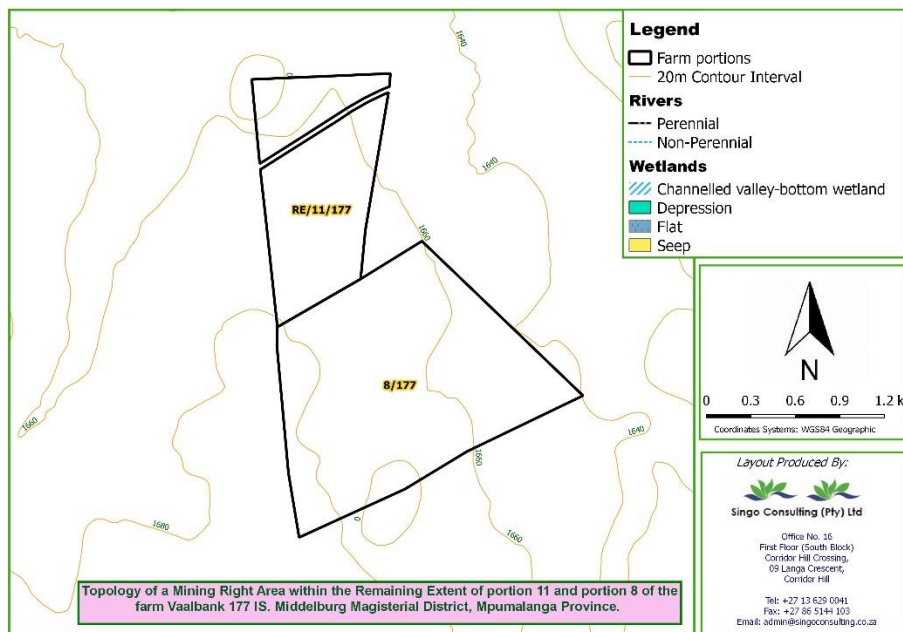 Legend
Farm portions
20m Contour Interval
Rivers
Perennial
Non-Perennial
Wetlands
Channelled valley-bottom wetland
Depression
Flat
Seep
1640
0
1640
RE/11/177
1660
8/177
1660
1640
1660
1680
0
1660
N
0 0.3 0.6 0.9 1.2 k
Coordinates Systems: WGS84 Geographic
Layout Produced By:
Singo Consulting (Pty) Ltd
Office No. 16
First Floor (South Block)
Corridor Hill Crossing,
09 Langa Crescent,
Corridor Hill
Tel: +27 13 629 0041
Fax: +27 86 5144 103
Email: admin@singoconsulting.co.za
Topology of a Mining Right Area within the Remaining Extent of portion 11 and portion 8 of the
farm Vaalbank 177 IS. Middelburg Magisterial District, Mpumalanga Province.